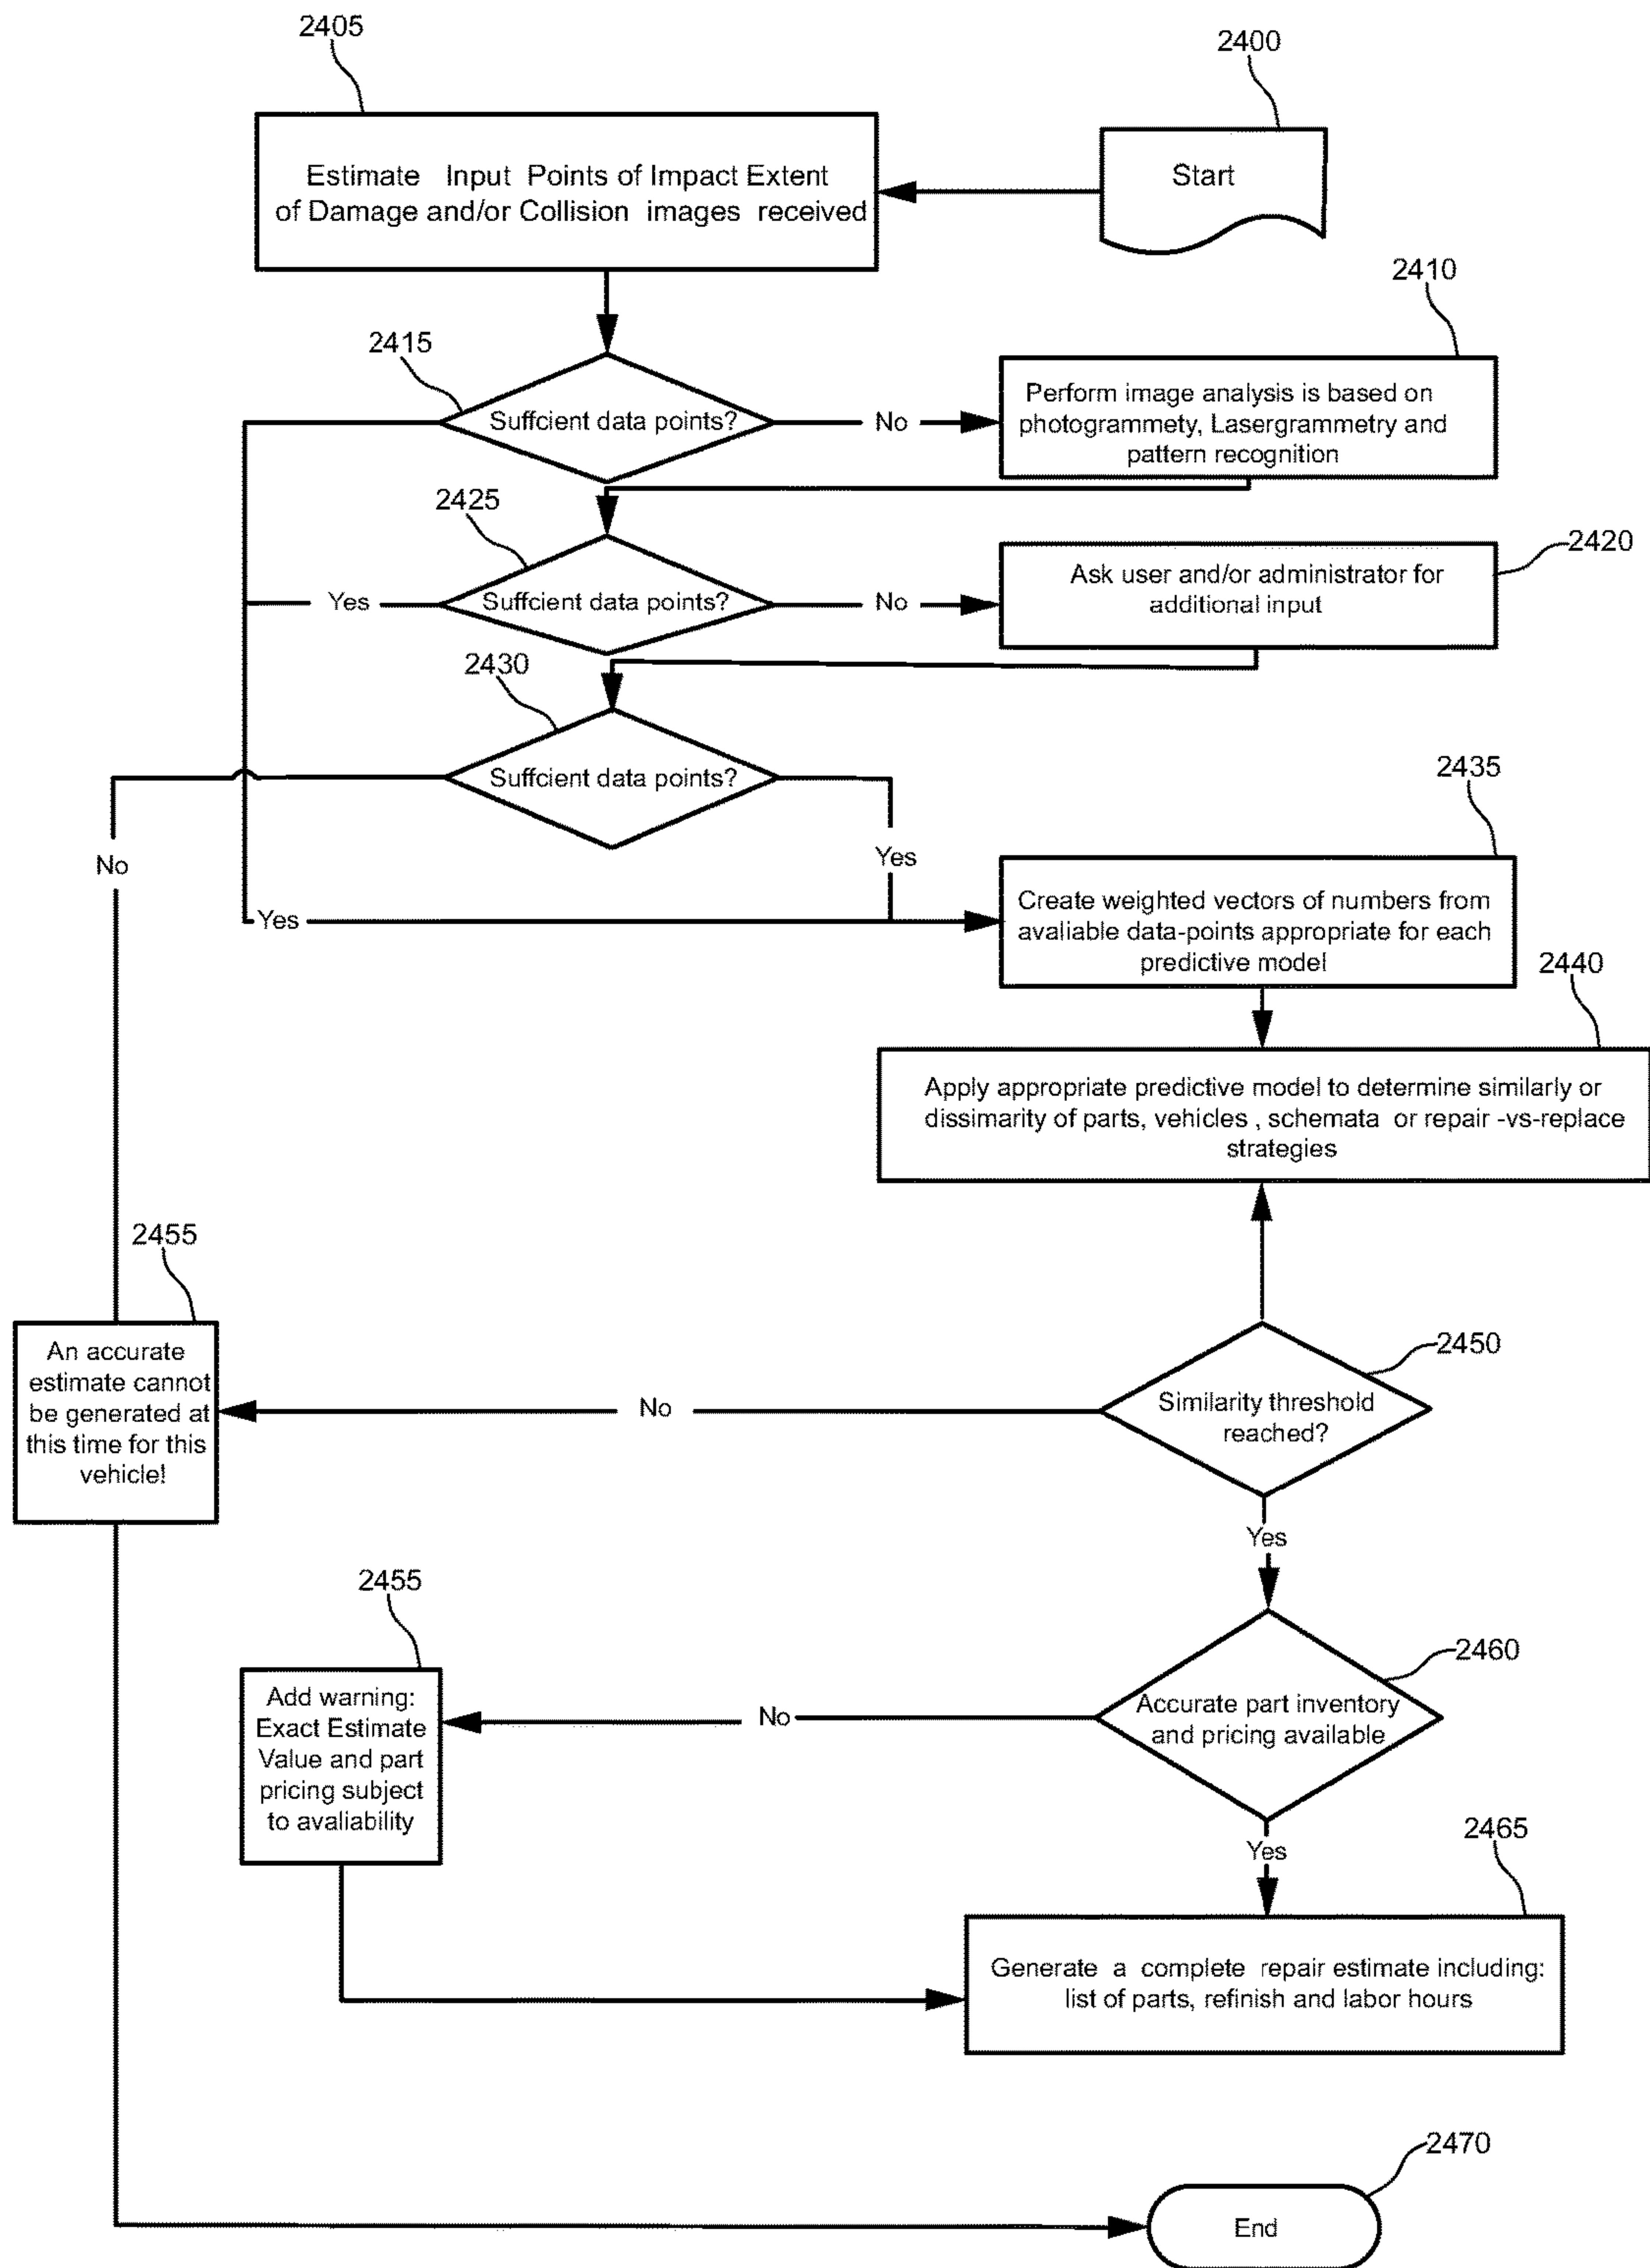 2405
2400
Estimate Input Points of Impact Extent
of Damage and/or Collision images received
Start
2410
2415
Suffcient data points?
No
Perform image analysis is based on
photogrammety, Lasergrammetry and
pattern recognition
2425
2420
Yes
Suffcient data points?
No
Ask user and/or administrator for
additional input
2430
Suffcient data points?
2435
No
Yes
Yes
Create weighted vectors of numbers from
avaliable data-points appropriate for each
predictive model
2440
Apply appropriate predictive model to determine similarly or
dissimarity of parts, vehicles , schemata or repair -vs-replace
strategies
2455
An accurate
estimate cannot
be generated at
this time for this
vehicle!
2450
No
Similarity threshold
reached?
Yes
2455
Add warning:
Exact Estimate
Value and part
pricing subject
to avaliability
2460
No
Accurate part inventory
and pricing available
Yes
2465
Generate a complete repair estimate including:
list of parts, refinish and labor hours
2470
End